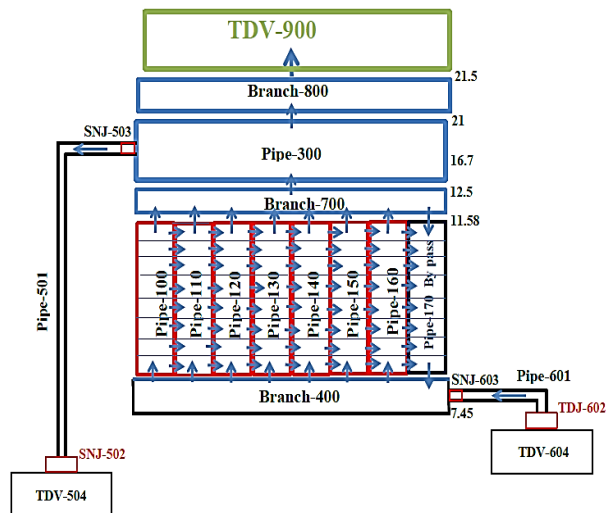 TDV-900
21.5
Branch-800
21
SNJ-503
Pipe-300
16.7
12.5
Branch-700
11.58
Pipe-501
Pipe-100
Pipe-110
Pipe-120
Pipe-130
Pipe-140
Pipe-150
Pipe-160
Pipe-170 By pass
SNJ-603
Pipe-601
Branch-400
7.45
TDJ-602
SNJ-502
TDV-604
TDV-504